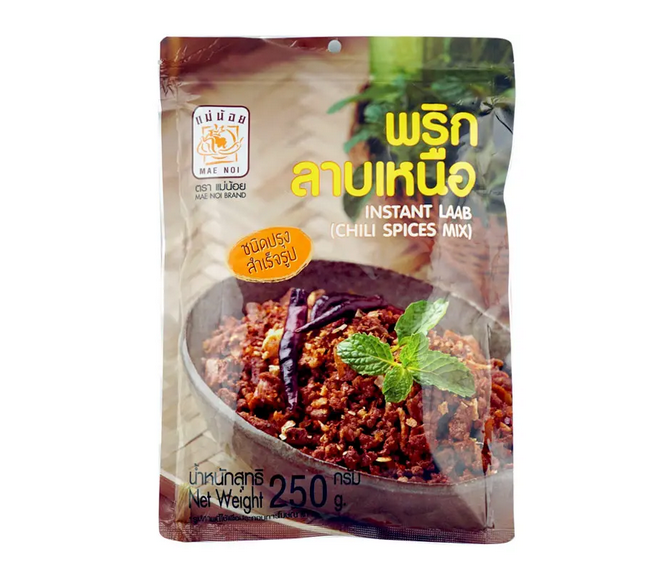 แม่น้อย
MAE NOI
ตรา แม่น้อย
MAE NOI BRAND
พริก
ลาบเหนือ
INSTANT LAAB
(CHILI SPICES MIX)
ชนิดปรุง
สำเร็จรูป
น้ำหนักสุทธิ 250 กรัม
Net Weight 250 g.